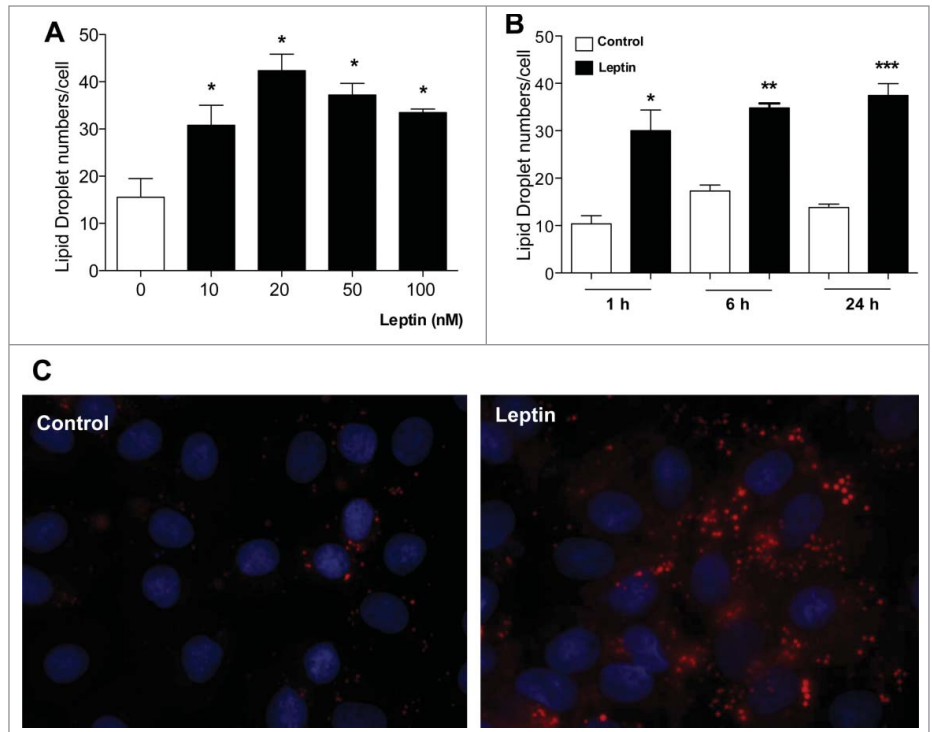 A
Lipid Droplet numbers/cell
50
40
30
20
10
0
*
*
*
*
0 10 20 50 100
Leptin (nM)
B
Lipid Droplet numbers/cell
50
40
30
20
10
0
Control
Leptin
*
**
***
1 h 6 h 24 h
C
Control
Leptin